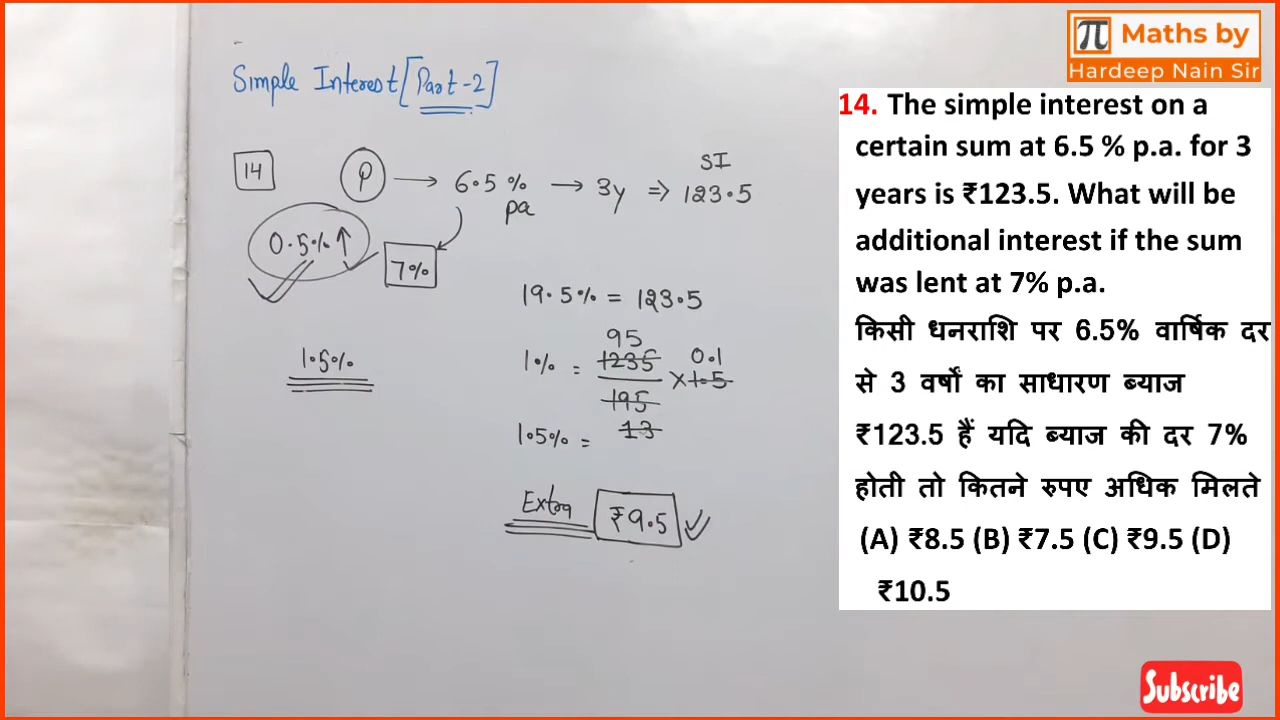 Maths by
Hardeep Nain Sir
Simple Interest [Part-2]
14
P → 6.5% pa → 3y ⇒ 123.5
SI
0.5% ↑
7%
19.5% = 123.5
95
1% = 1235 0.1
195 × 1.5
13
1.5% =
1.5%
Extra ₹9.5
14. The simple interest on a
certain sum at 6.5 % p.a. for 3
years is ₹123.5. What will be
additional interest if the sum
was lent at 7% p.a.
किसी धनराशि पर 6.5% वार्षिक दर
से 3 वर्षों का साधारण ब्याज
₹123.5 हैं यदि ब्याज की दर 7%
होती तो कितने रुपए अधिक मिलते
(A) ₹8.5 (B) ₹7.5 (C) ₹9.5 (D)
₹10.5
Subscribe